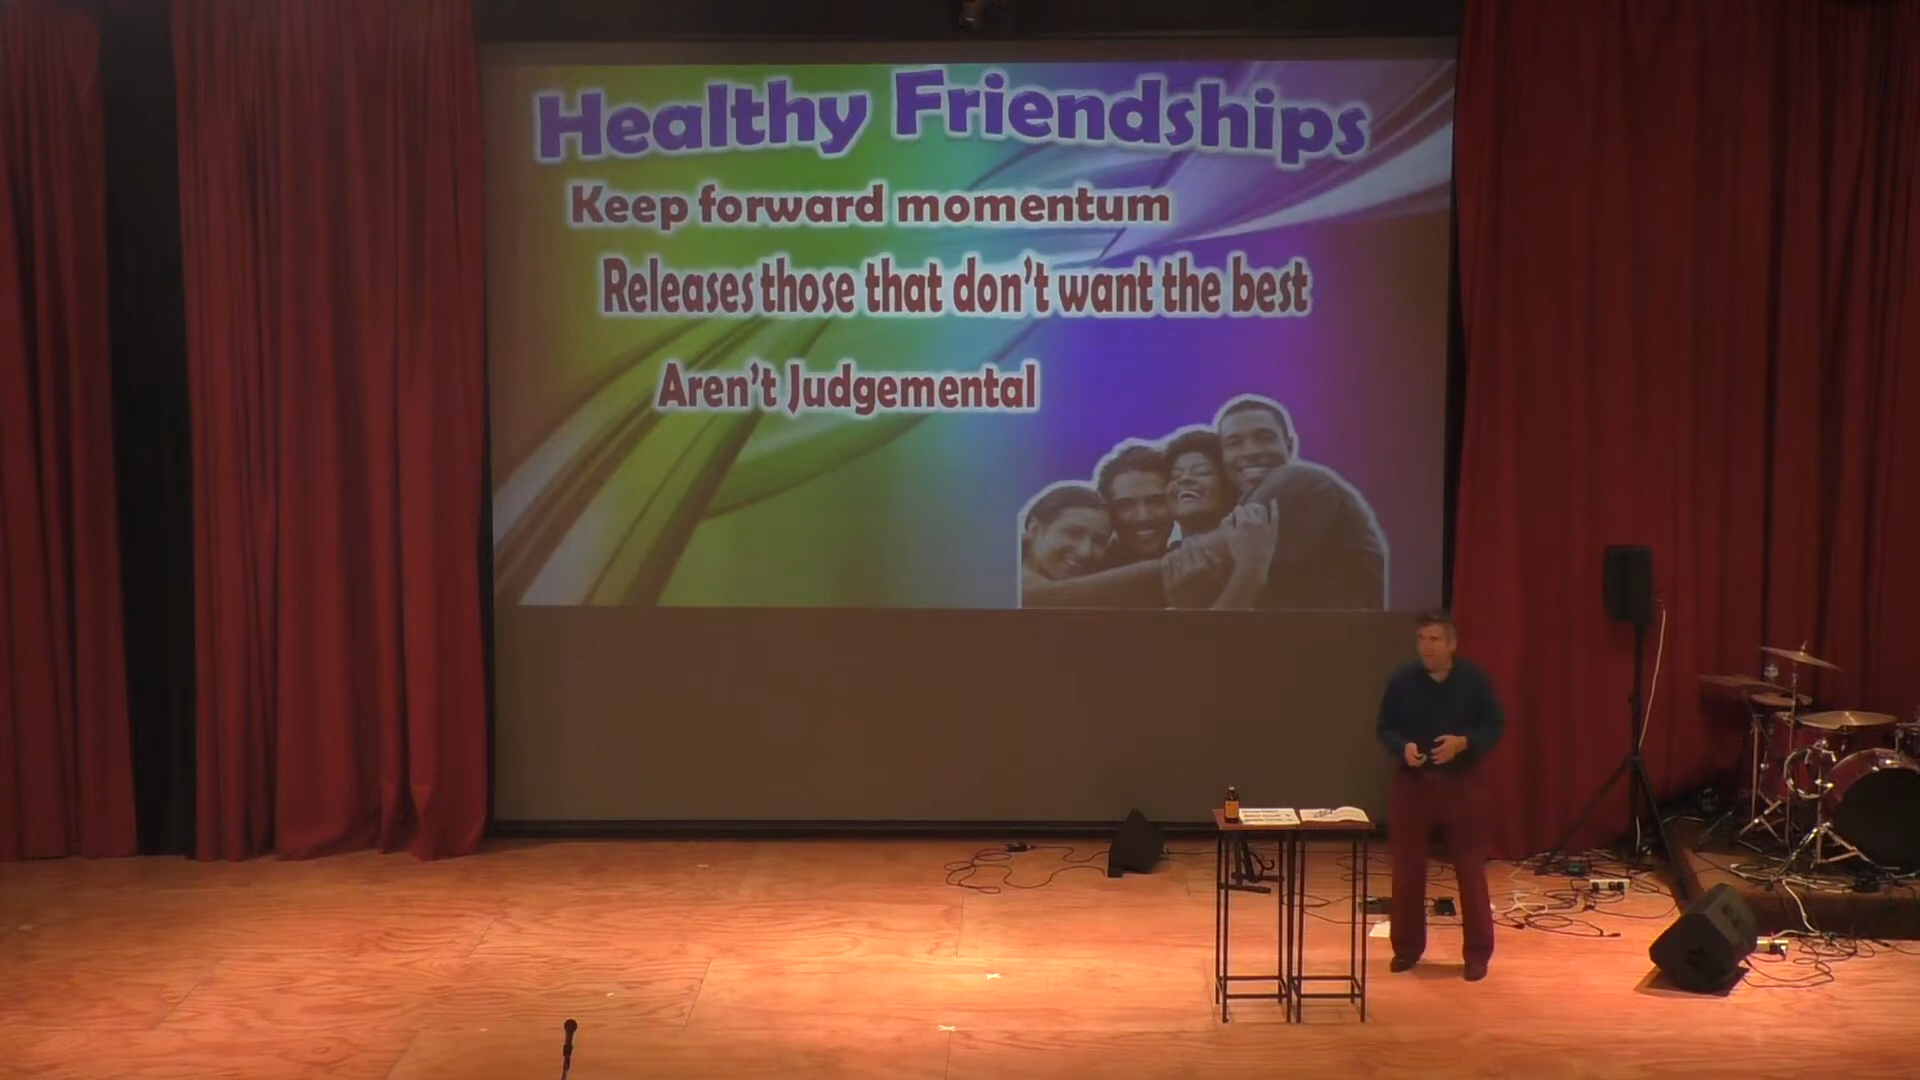 Healthy Friendships
Keep forward momentum
Releases those that don't want the best
Aren't Judgemental